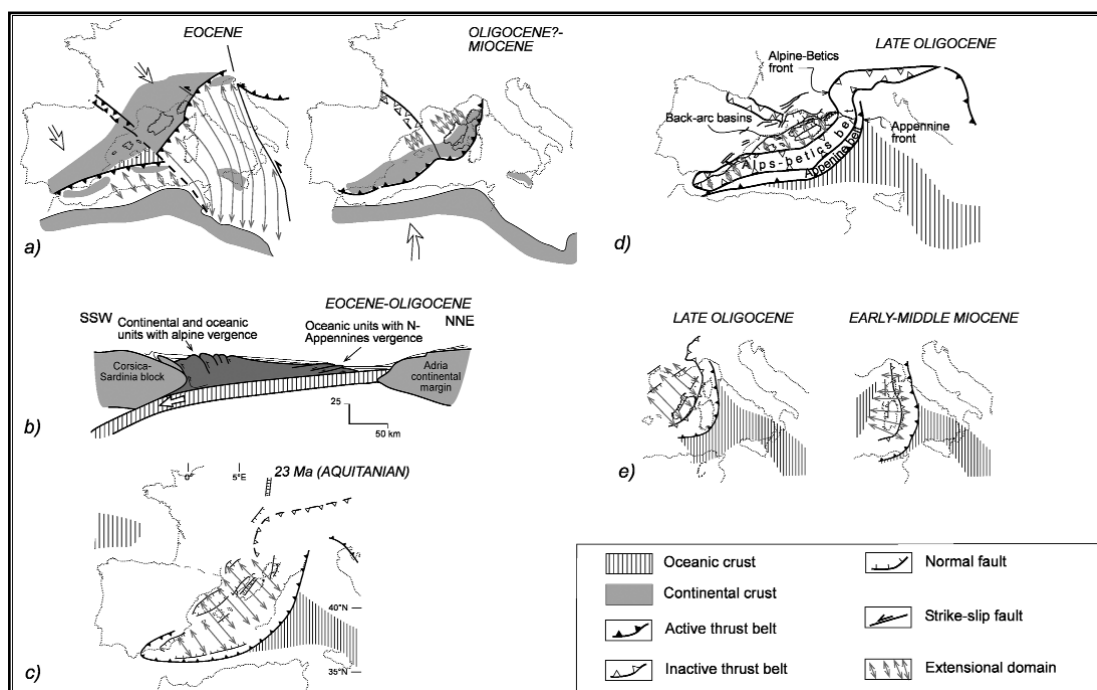 EOCENE
OLIGOCENE?-
MIOCENE
a)
EOCENE-OLIGOCENE
SSW
NNE
Continental and oceanic
units with alpine vergence
Oceanic units with N-
Appennines vergence
Corsica-
Sardinia block
Adria
continental
margin
25
50 km
b)
0°
5°E
23 Ma (AQUITANIAN)
40°N
35°N
c)
LATE OLIGOCENE
Alpine-Betics
front
Back-arc basins
Appennine
front
Alps-betics belt
Appenine belt
d)
LATE OLIGOCENE
EARLY-MIDDLE MIOCENE
e)
Oceanic crust
Continental crust
Active thrust belt
Inactive thrust belt
Normal fault
Strike-slip fault
Extensional domain